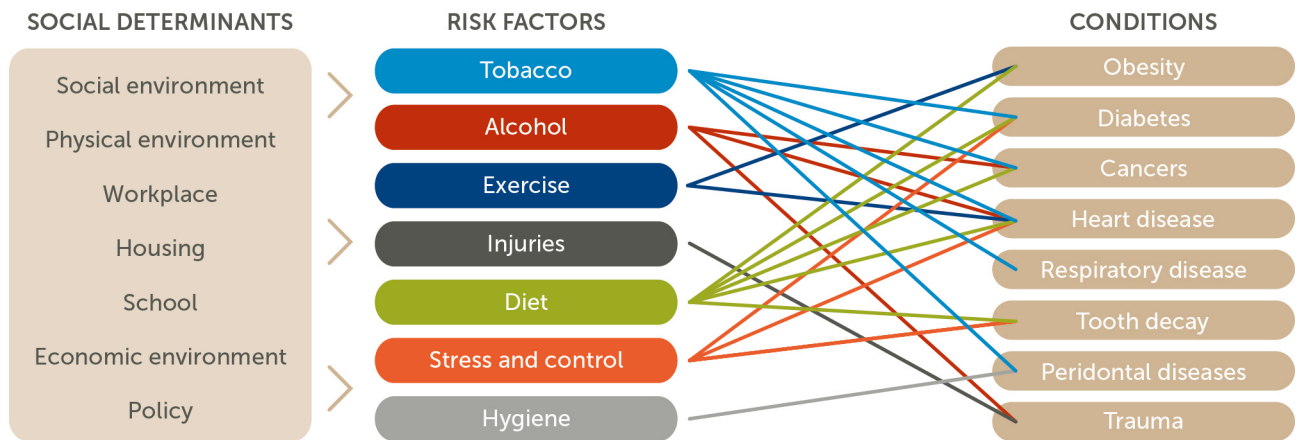 SOCIAL DETERMINANTS
Social environment
Physical environment
Workplace
Housing
School
Economic environment
Policy
RISK FACTORS
Tobacco
Alcohol
Exercise
Injuries
Diet
Stress and control
Hygiene
CONDITIONS
Obesity
Diabetes
Cancers
Heart disease
Respiratory disease
Tooth decay
Peridontal diseases
Trauma